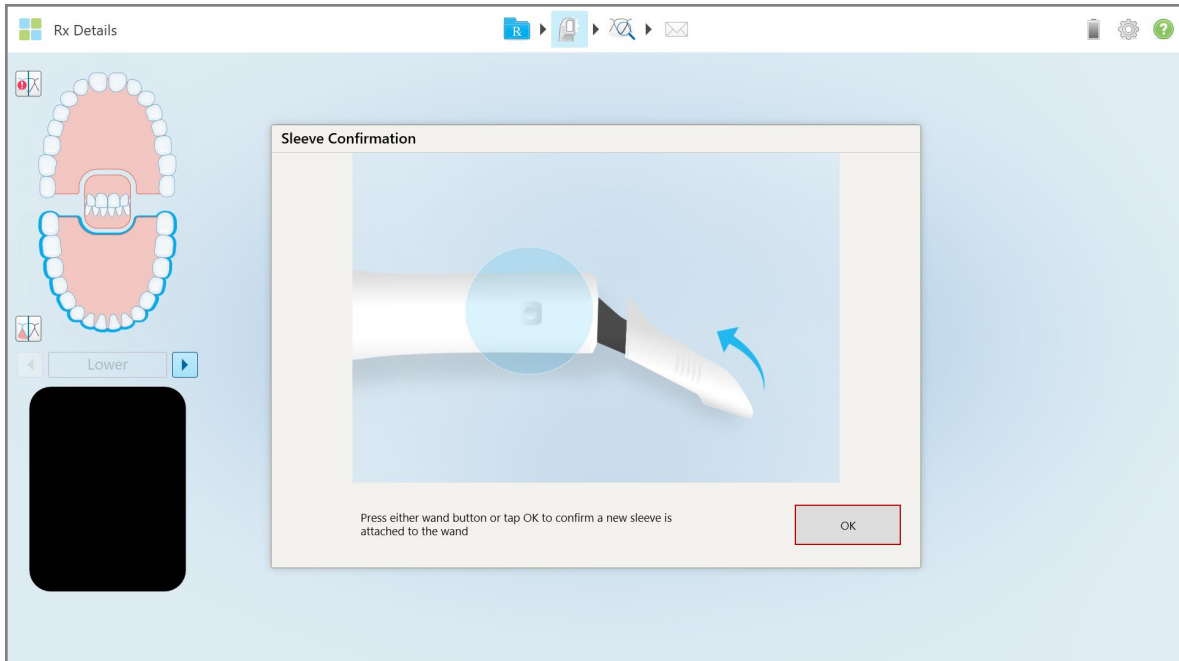 Rx Details
R
?
Sleeve Confirmation
Lower
Press either wand button or tap OK to confirm a new sleeve is
attached to the wand
OK